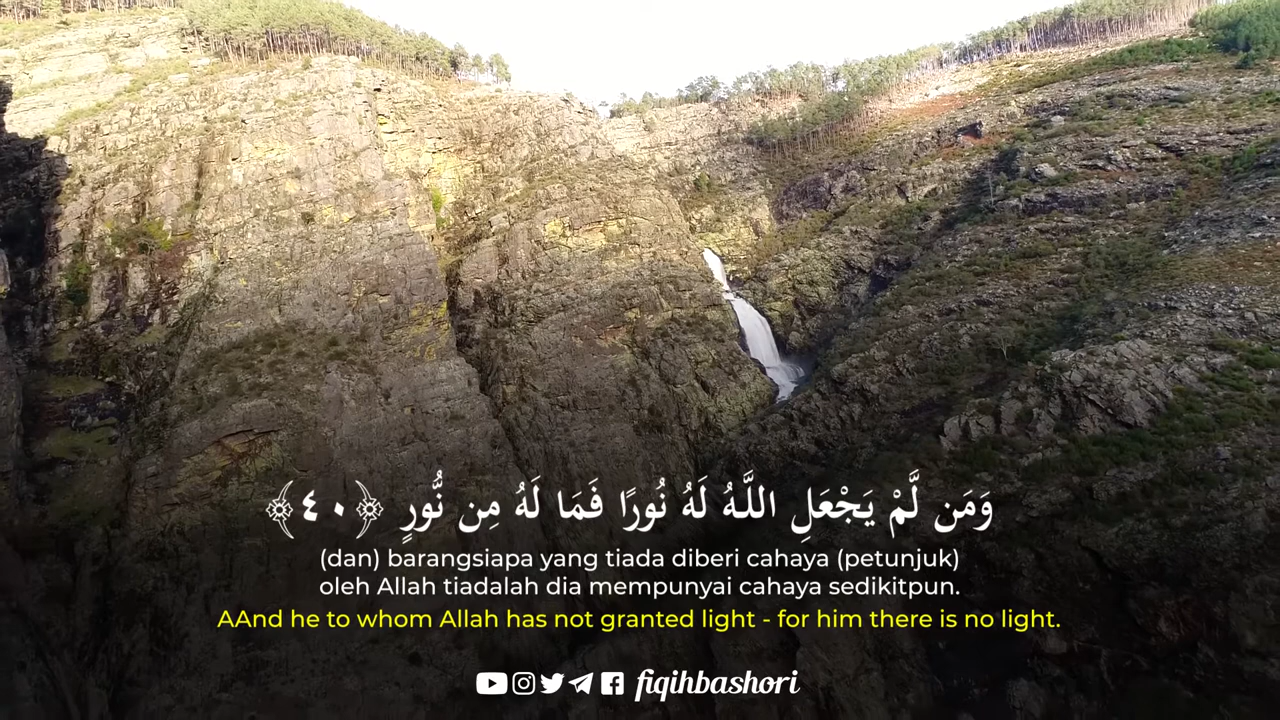 وَمَن لَّمْ يَجْعَلِ اللَّهُ لَهُ نُورًا فَمَا لَهُ مِن نُّورٍ ﴿٤٠﴾
(dan) barangsiapa yang tiada diberi cahaya (petunjuk)
oleh Allah tiadalah dia mempunyai cahaya sedikitpun.
AAnd he to whom Allah has not granted light - for him there is no light.
fiqihbashori